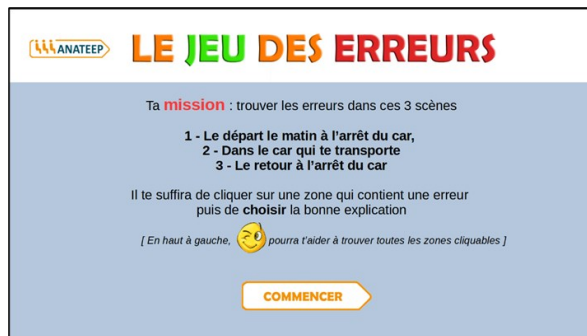 ANATEEP
LE JEU DES ERREURS
Ta mission : trouver les erreurs dans ces 3 scènes
1 - Le départ le matin à l'arrêt du car,
2 - Dans le car qui te transporte
3 - Le retour à l'arrêt du car
Il te suffira de cliquer sur une zone qui contient une erreur
puis de choisir la bonne explication
[ En haut à gauche, pourra t'aider à trouver toutes les zones cliquables ]
COMMENCER